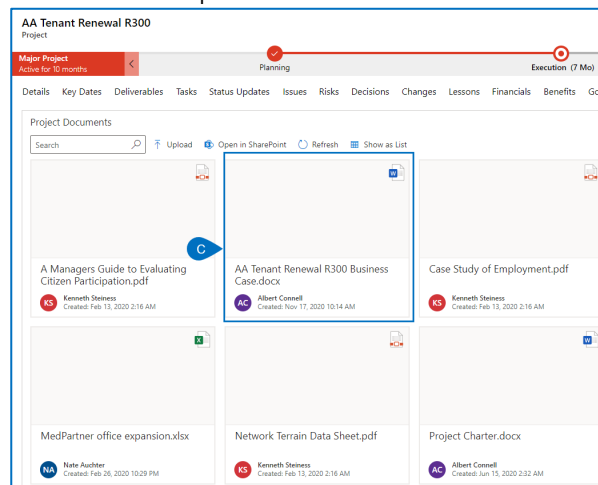 AA Tenant Renewal R300
Project
Major Project
Active for 10 months
Planning
Execution (7 Mo)
Details Key Dates Deliverables Tasks Status Updates Issues Risks Decisions Changes Lessons Financials Benefits
Project Documents
Search Upload Open in SharePoint Refresh Show as List
C
A Managers Guide to Evaluating
Citizen Participation.pdf
KS Kenneth Steiness
Created: Feb 13, 2020 2:16 AM
AA Tenant Renewal R300 Business
Case.docx
AC Albert Connell
Created: Nov 17, 2020 10:14 AM
Case Study of Employment.pdf
KS Kenneth Steiness
Created: Feb 13, 2020 2:16 AM
MedPartner office expansion.xlsx
NA Nate Auchter
Created: Feb 26, 2020 10:29 PM
Network Terrain Data Sheet.pdf
KS Kenneth Steiness
Created: Feb 13, 2020 2:16 AM
Project Charter.docx
AC Albert Connell
Created: Jun 15, 2020 2:32 AM